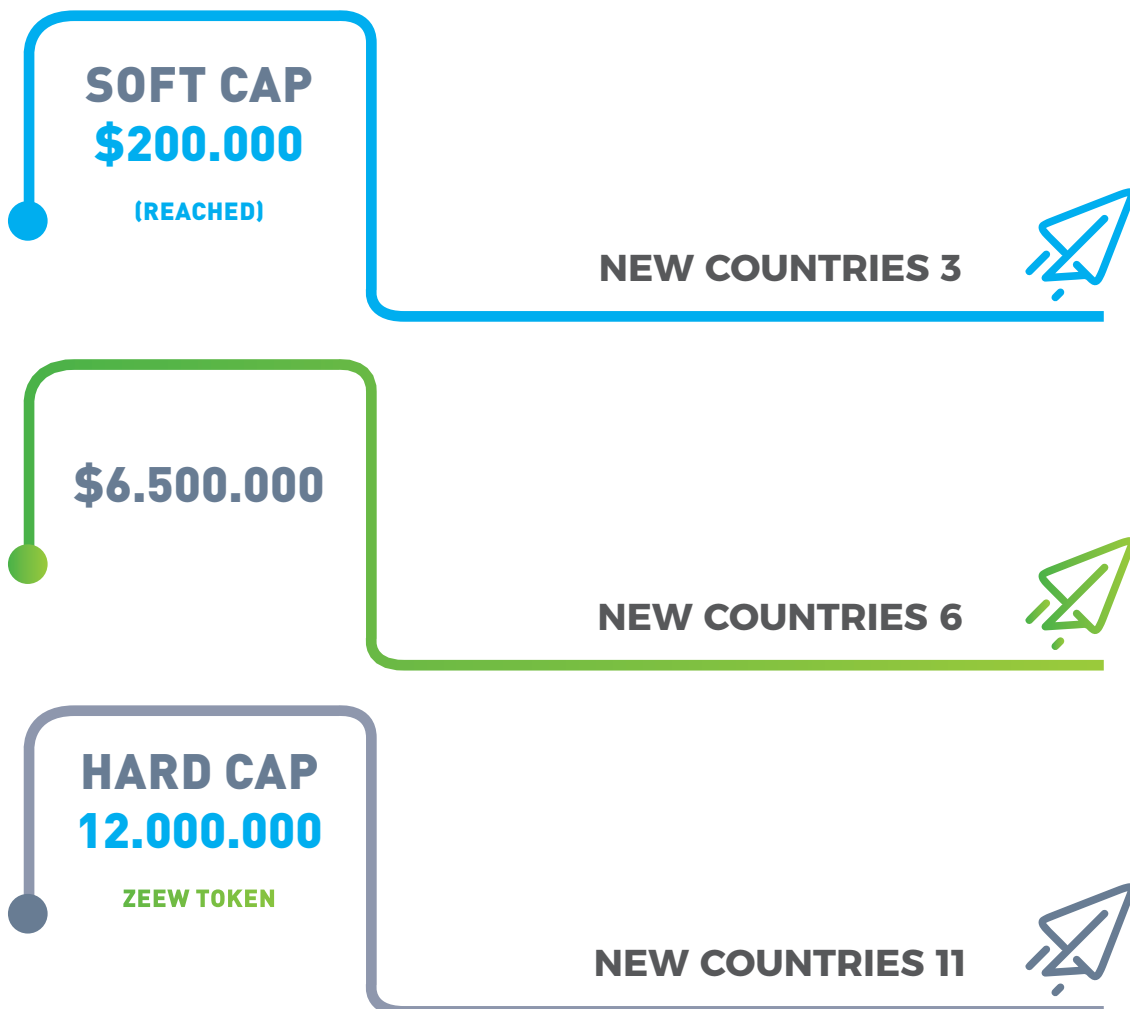 SOFT CAP
$200.000
(REACHED)
NEW COUNTRIES 3
$6.500.000
NEW COUNTRIES 6
HARD CAP
12.000.000
ZEEW TOKEN
NEW COUNTRIES 11